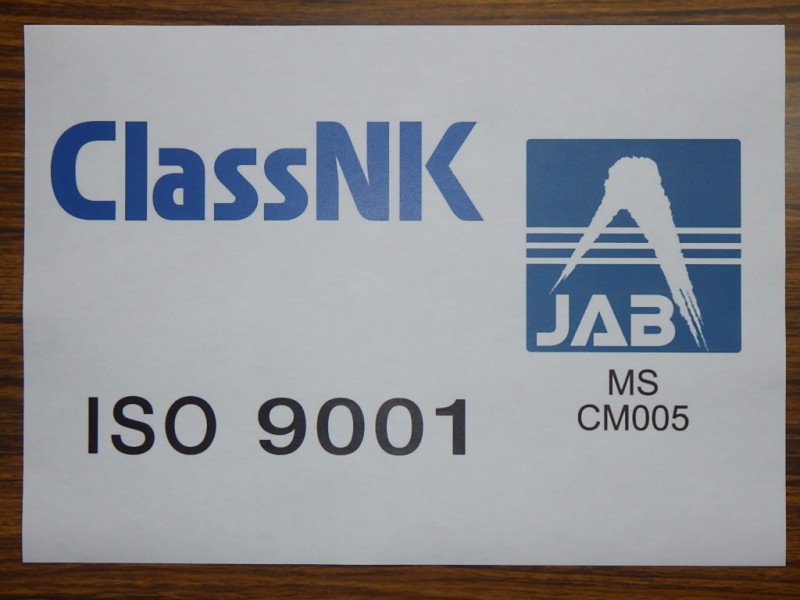 ClassNK
JAB
MS
CM005
ISO 9001